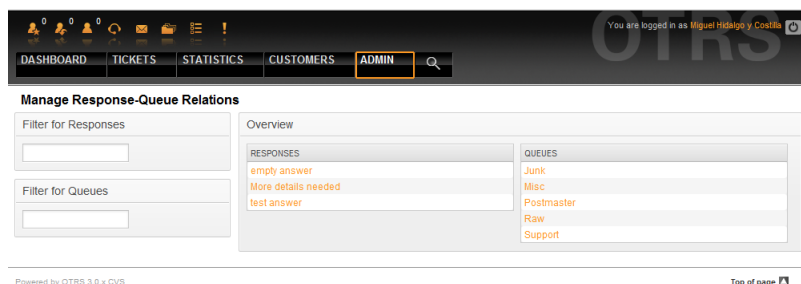 0 0 0
You are logged in as Miguel Hidalgo y Costilla
OTRS
DASHBOARD TICKETS STATISTICS CUSTOMERS ADMIN
Manage Response-Queue Relations
Filter for Responses
Filter for Queues
Overview
RESPONSES
empty answer
More details needed
test answer
QUEUES
Junk
Misc
Postmaster
Raw
Support
Powered by OTRS 3.0.x CVS
Top of page